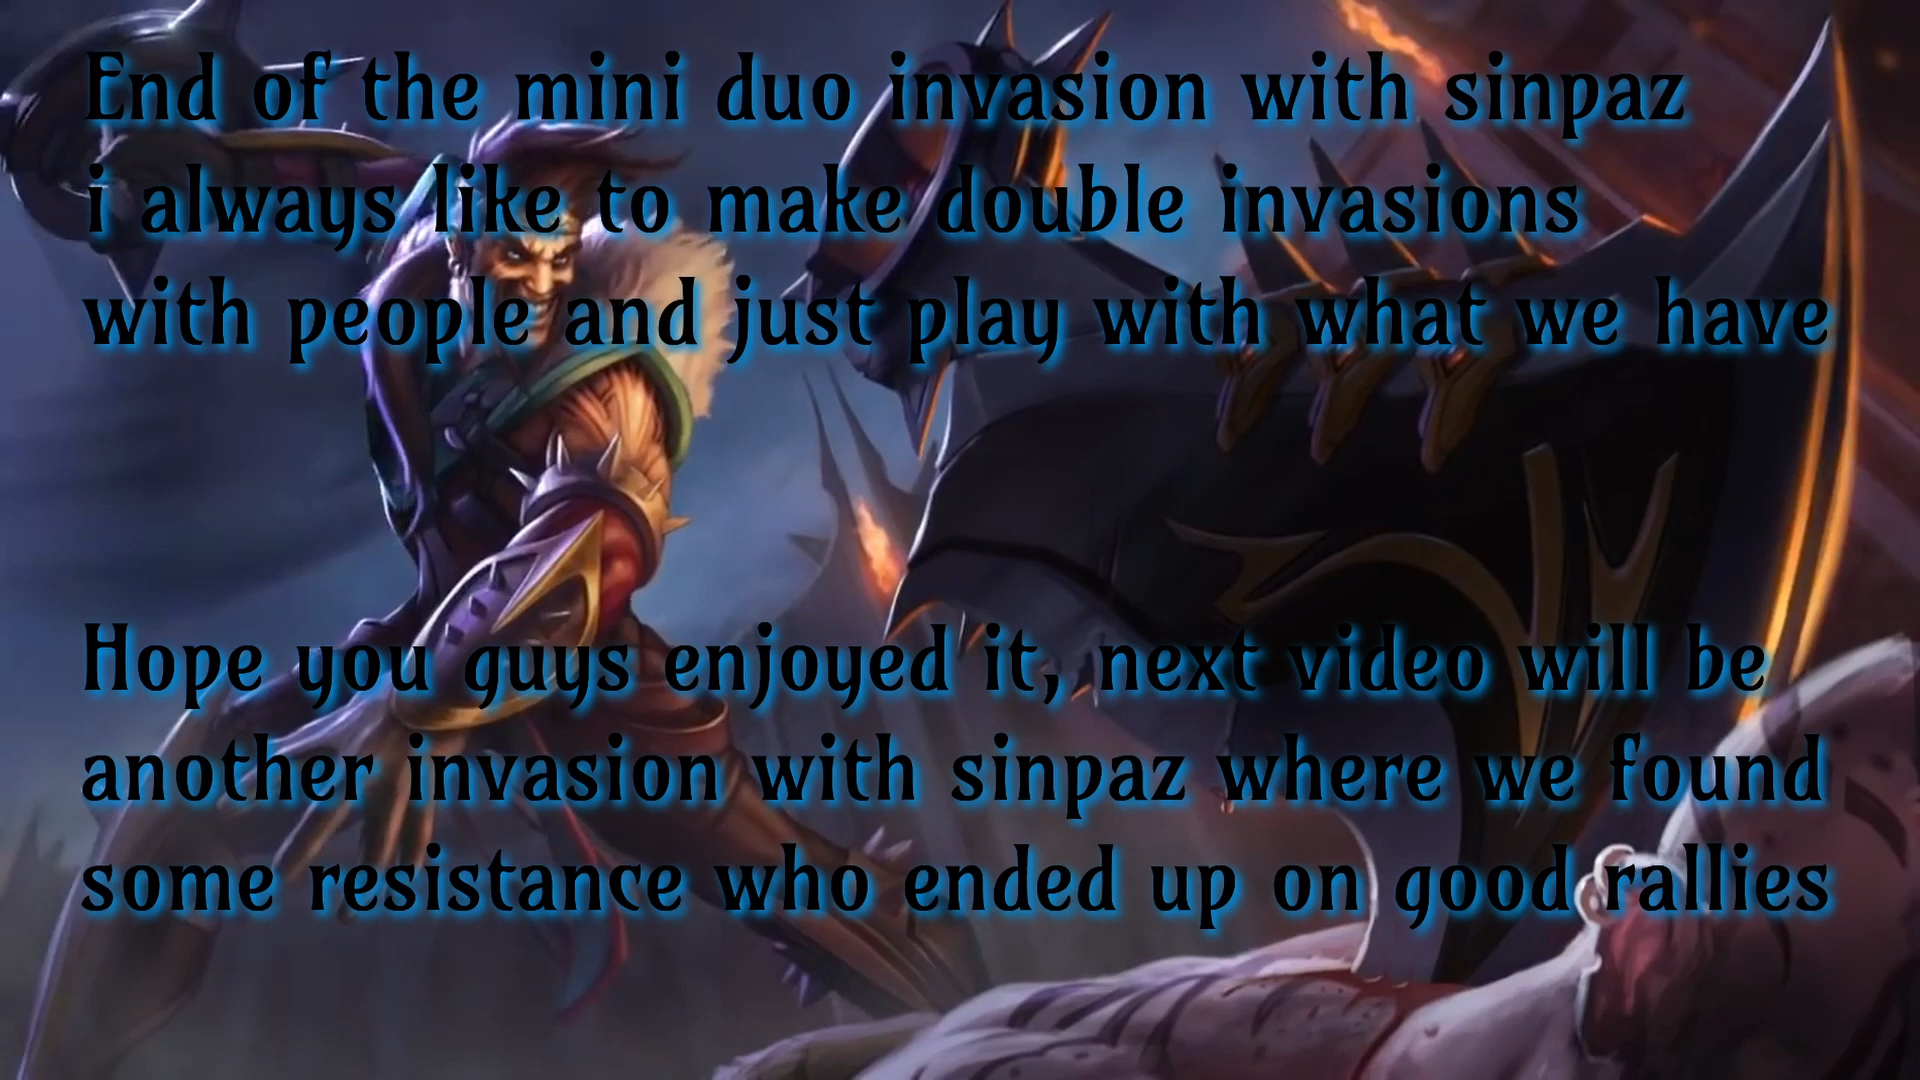 End of the mini duo invasion with sinpaz
i always like to make double invasions
with people and just play with what we have
Hope you guys enjoyed it, next video will be
another invasion with sinpaz where we found
some resistance who ended up on good rallies